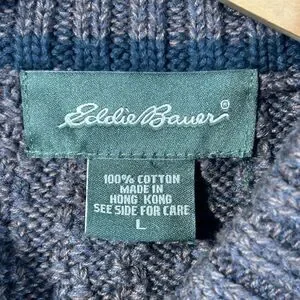 Eddie Bauer®
100% COTTON
MADE IN
HONG KONG
SEE SIDE FOR CARE
L